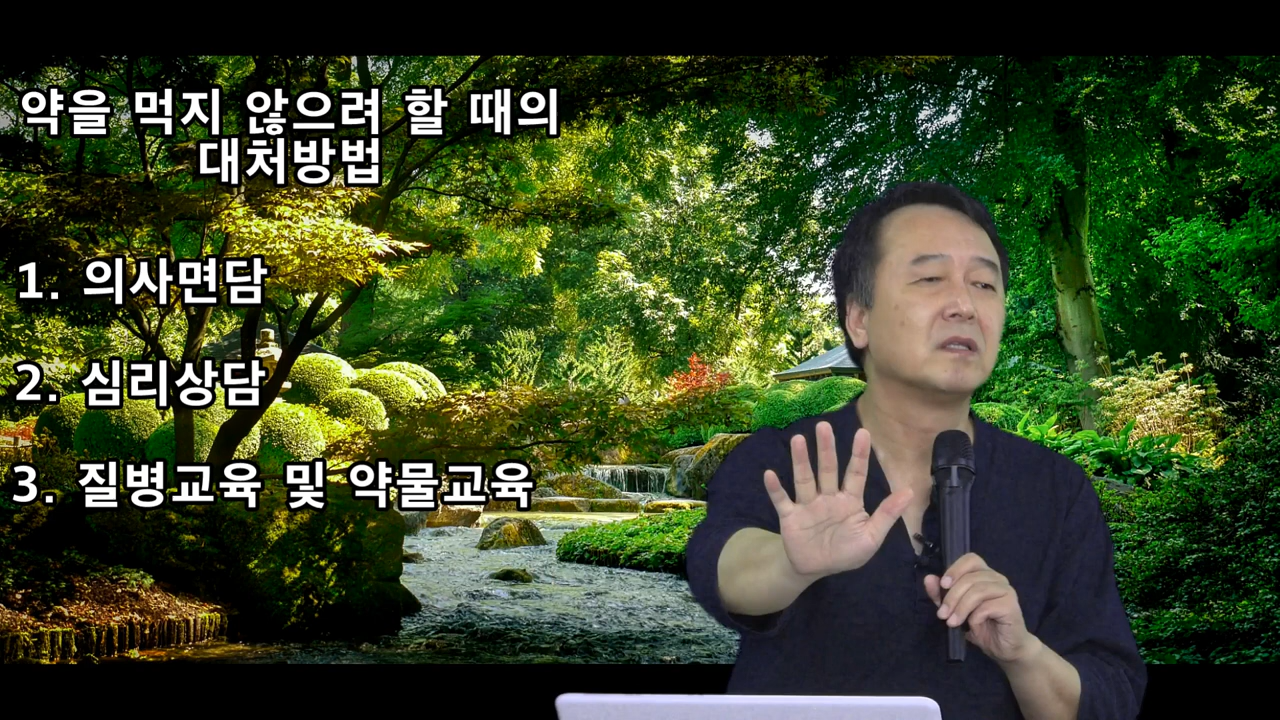 약을 먹지 않으려 할 때의
대처방법
1. 의사면담
2. 심리상담
3. 질병교육 및 약물교육